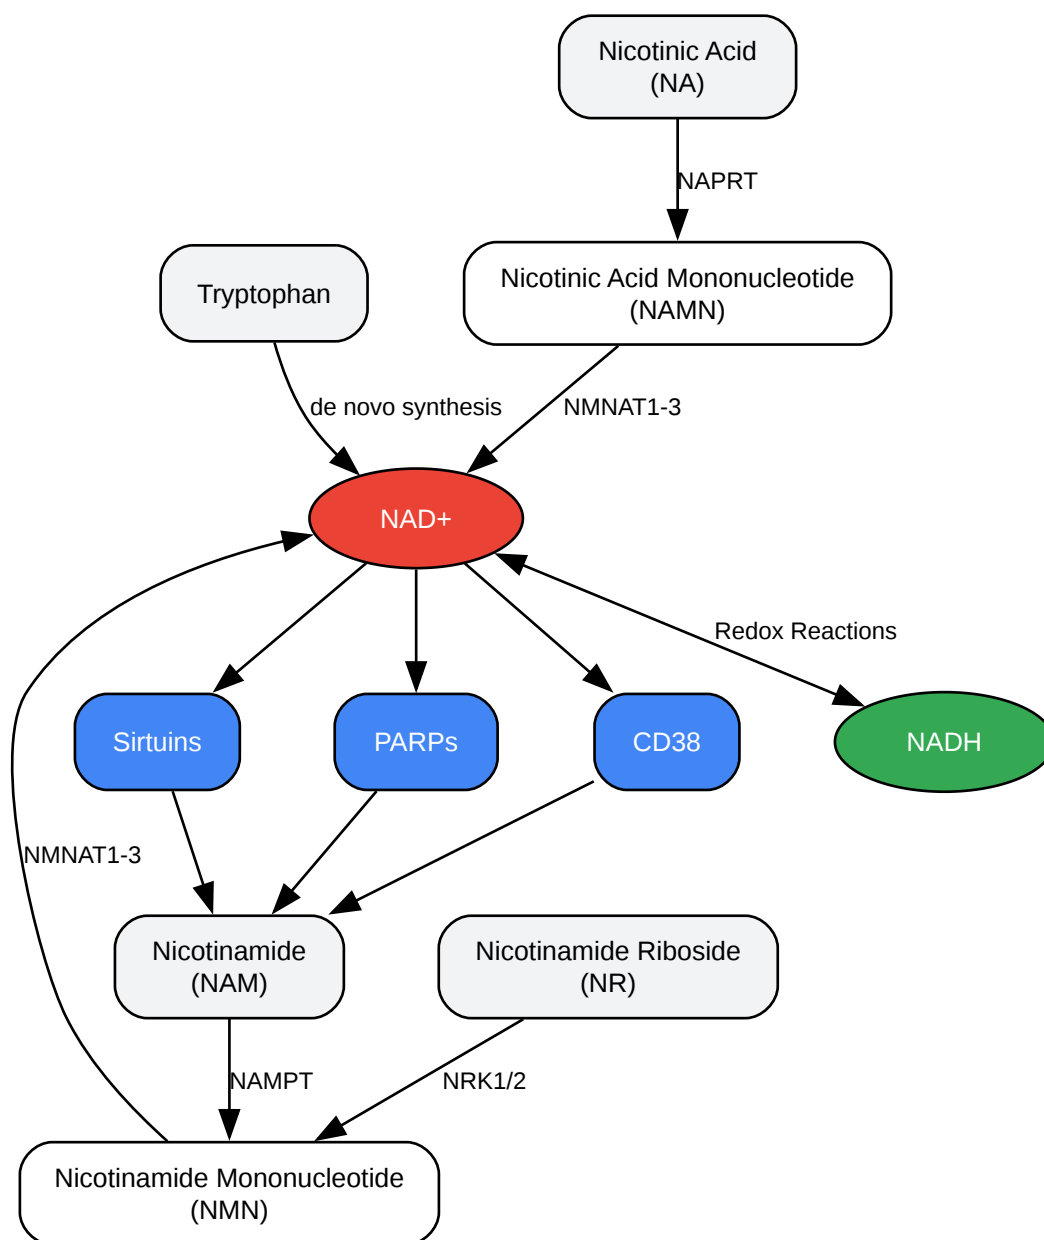 Nicotinic Acid
(NA)
NAPRT
Tryptophan
Nicotinic Acid Mononucleotide
(NAMN)
de novo synthesis
NMNAT1-3
NAD+
Redox Reactions
Sirtuins
PARPs
CD38
NADH
NMNAT1-3
Nicotinamide
(NAM)
Nicotinamide Riboside
(NR)
NAMPT
NRK1/2
Nicotinamide Mononucleotide
(NMN)